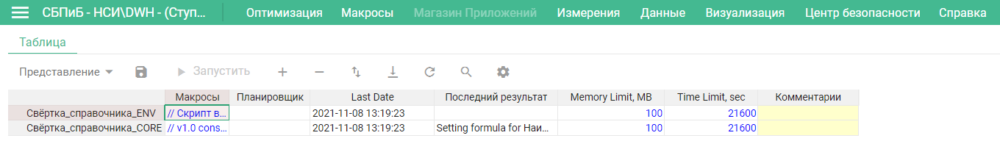 СБПиБ - НСИ\DWH - (Ступ... Оптимизация Макросы Магазин Приложений Измерения Данные Визуализация Центр безопасности Справка
Таблица
Представление Запустить
Макросы Планировщик Last Date Последний результат Memory Limit, MB Time Limit, sec Комментарии
Свёртка_справочника_ENV // Скрипт в... 2021-11-08 13:19:23 100 21600
Свёртка_справочника_CORE // v1.0 cons... 2021-11-08 13:19:23 Setting formula for Наи... 100 21600